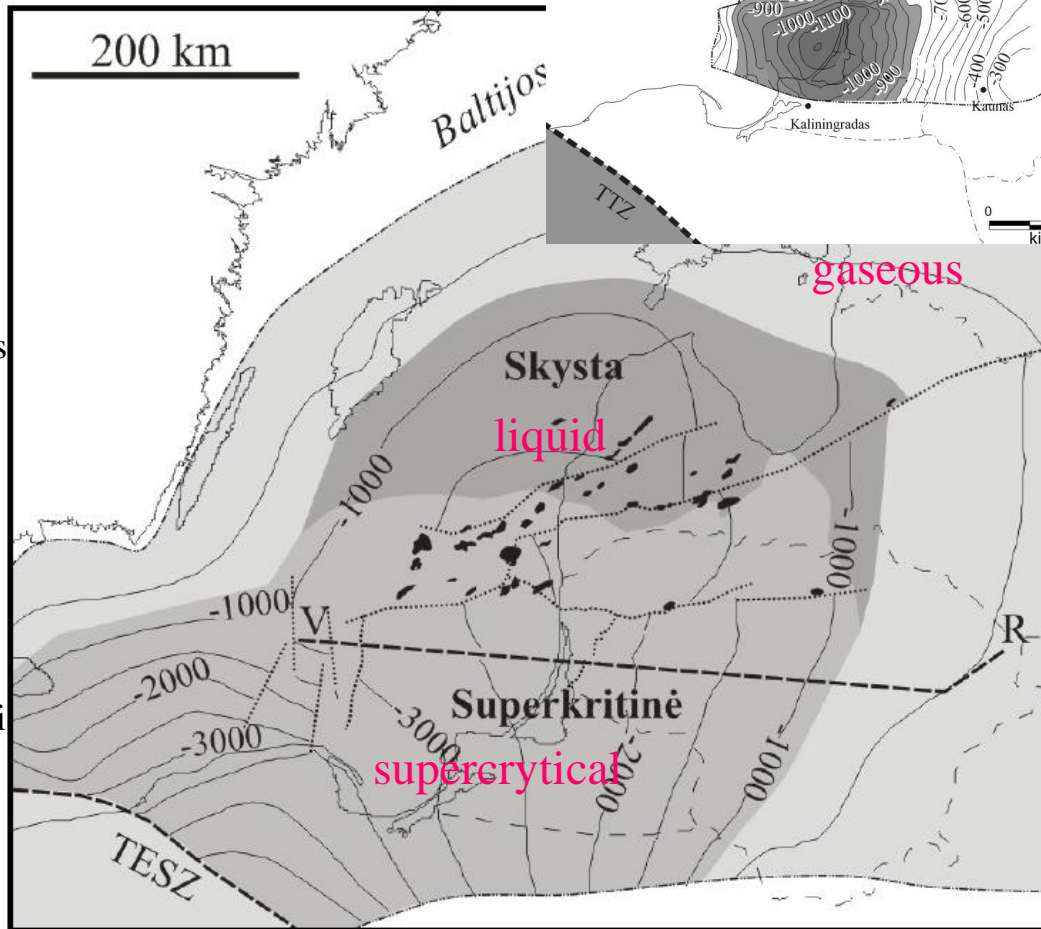 200 km
Baltijos
-900
-1000
-1100
-1000
-900
-700
-600
-500
-400
-300
Kaunas
Kaliningradas
TTZ
0
ki
gaseous
s
Skysta
liquid
-1000
-1000
-1000
V
R
-2000
Superkritinė
i
-3000
-3000
supercrytical
-2000
-1000
TESZ